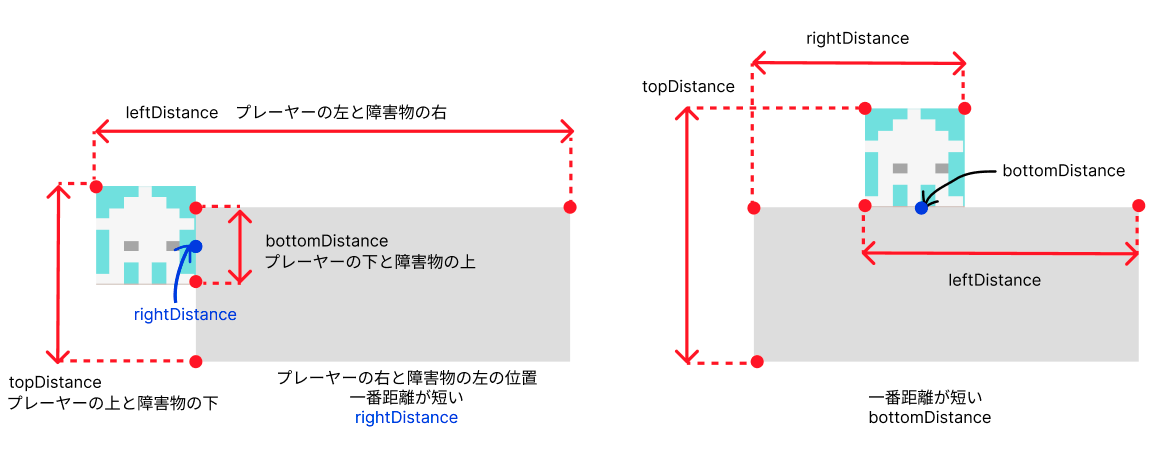 leftDistance プレーヤーの左と障害物の右
bottomDistance
プレーヤーの下と障害物の上
rightDistance
topDistance
プレーヤーの上と障害物の下
プレーヤーの右と障害物の左の位置
一番距離が短い
rightDistance
rightDistance
topDistance
bottomDistance
leftDistance
一番距離が短い
bottomDistance